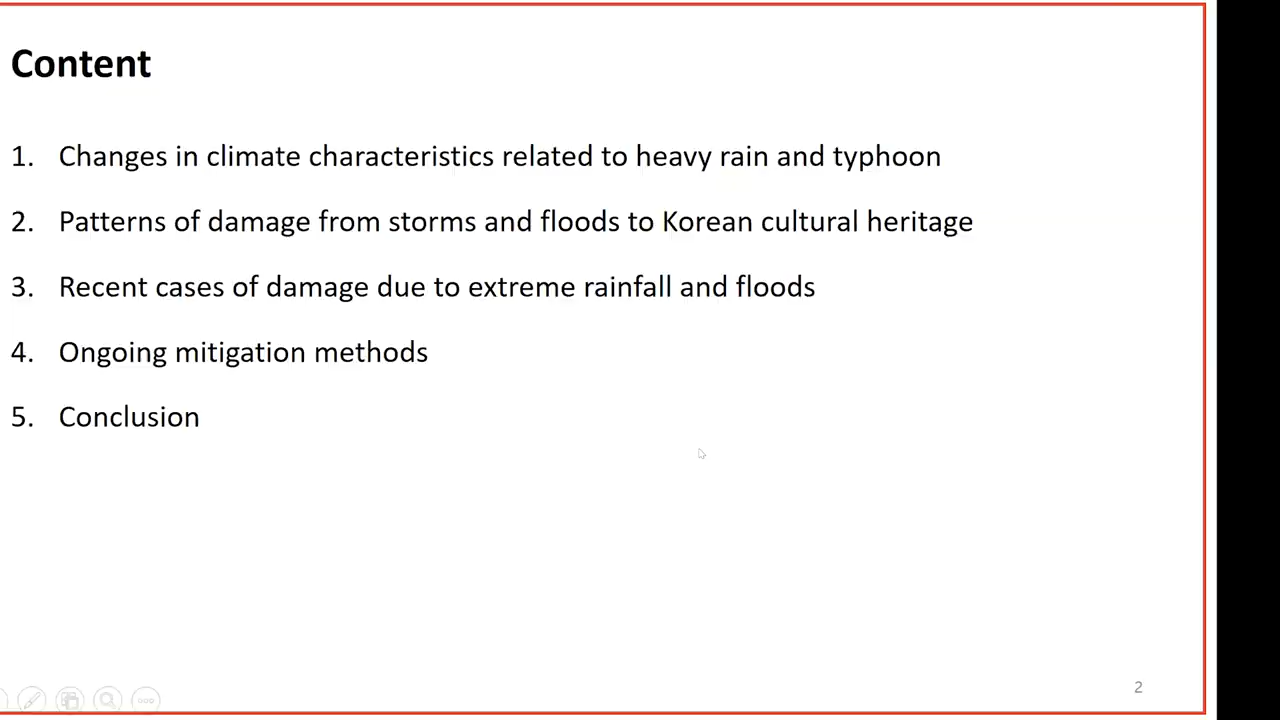 Content
1. Changes in climate characteristics related to heavy rain and typhoon
2. Patterns of damage from storms and floods to Korean cultural heritage
3. Recent cases of damage due to extreme rainfall and floods
4. Ongoing mitigation methods
5. Conclusion
2